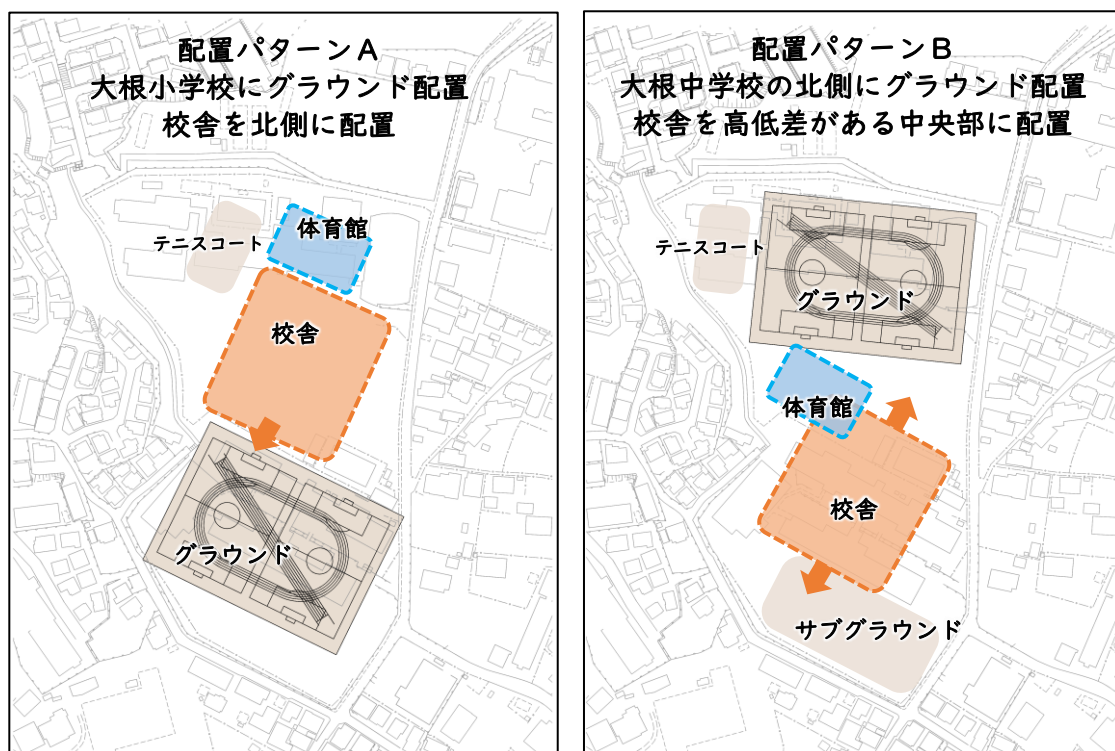 配置パターンA
大根小学校にグラウンド配置
校舎を北側に配置
体育館
テニスコート
校舎
グラウンド
配置パターンB
大根中学校の北側にグラウンド配置
校舎を高低差がある中央部に配置
テニスコート
グラウンド
体育館
校舎
サブグラウンド